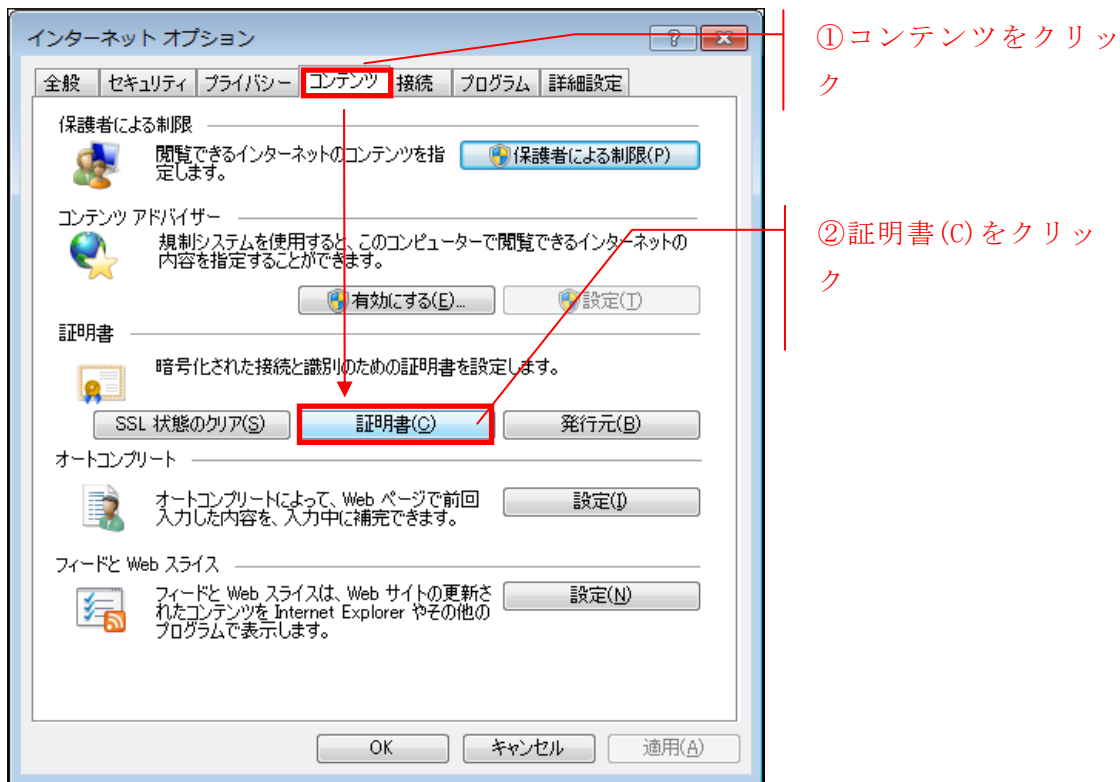 インターネット オプション
全般 セキュリティ プライバシー コンテンツ 接続 プログラム 詳細設定
保護者による制限
閲覧できるインターネットのコンテンツを指
定します。
保護者による制限(P)
コンテンツ アドバイザー
規制システムを使用すると、このコンピューターで閲覧できるインターネットの
内容を指定することができます。
有効にする(E)... 設定(T)
証明書
暗号化された接続と識別のための証明書を設定します。
SSL 状態のクリア(S) 証明書(C) 発行元(B)
オートコンプリート
オートコンプリートによって、Web ページで前回
入力した内容を、入力中に補完できます。
設定(I)
フィードと Web スライス
フィードと Web スライスは、Web サイトの更新さ
れたコンテンツを Internet Explorer やその他の
プログラムで表示します。
設定(N)
OK キャンセル 適用(A)
①コンテンツをクリッ
ク
②証明書(C)をクリッ
ク